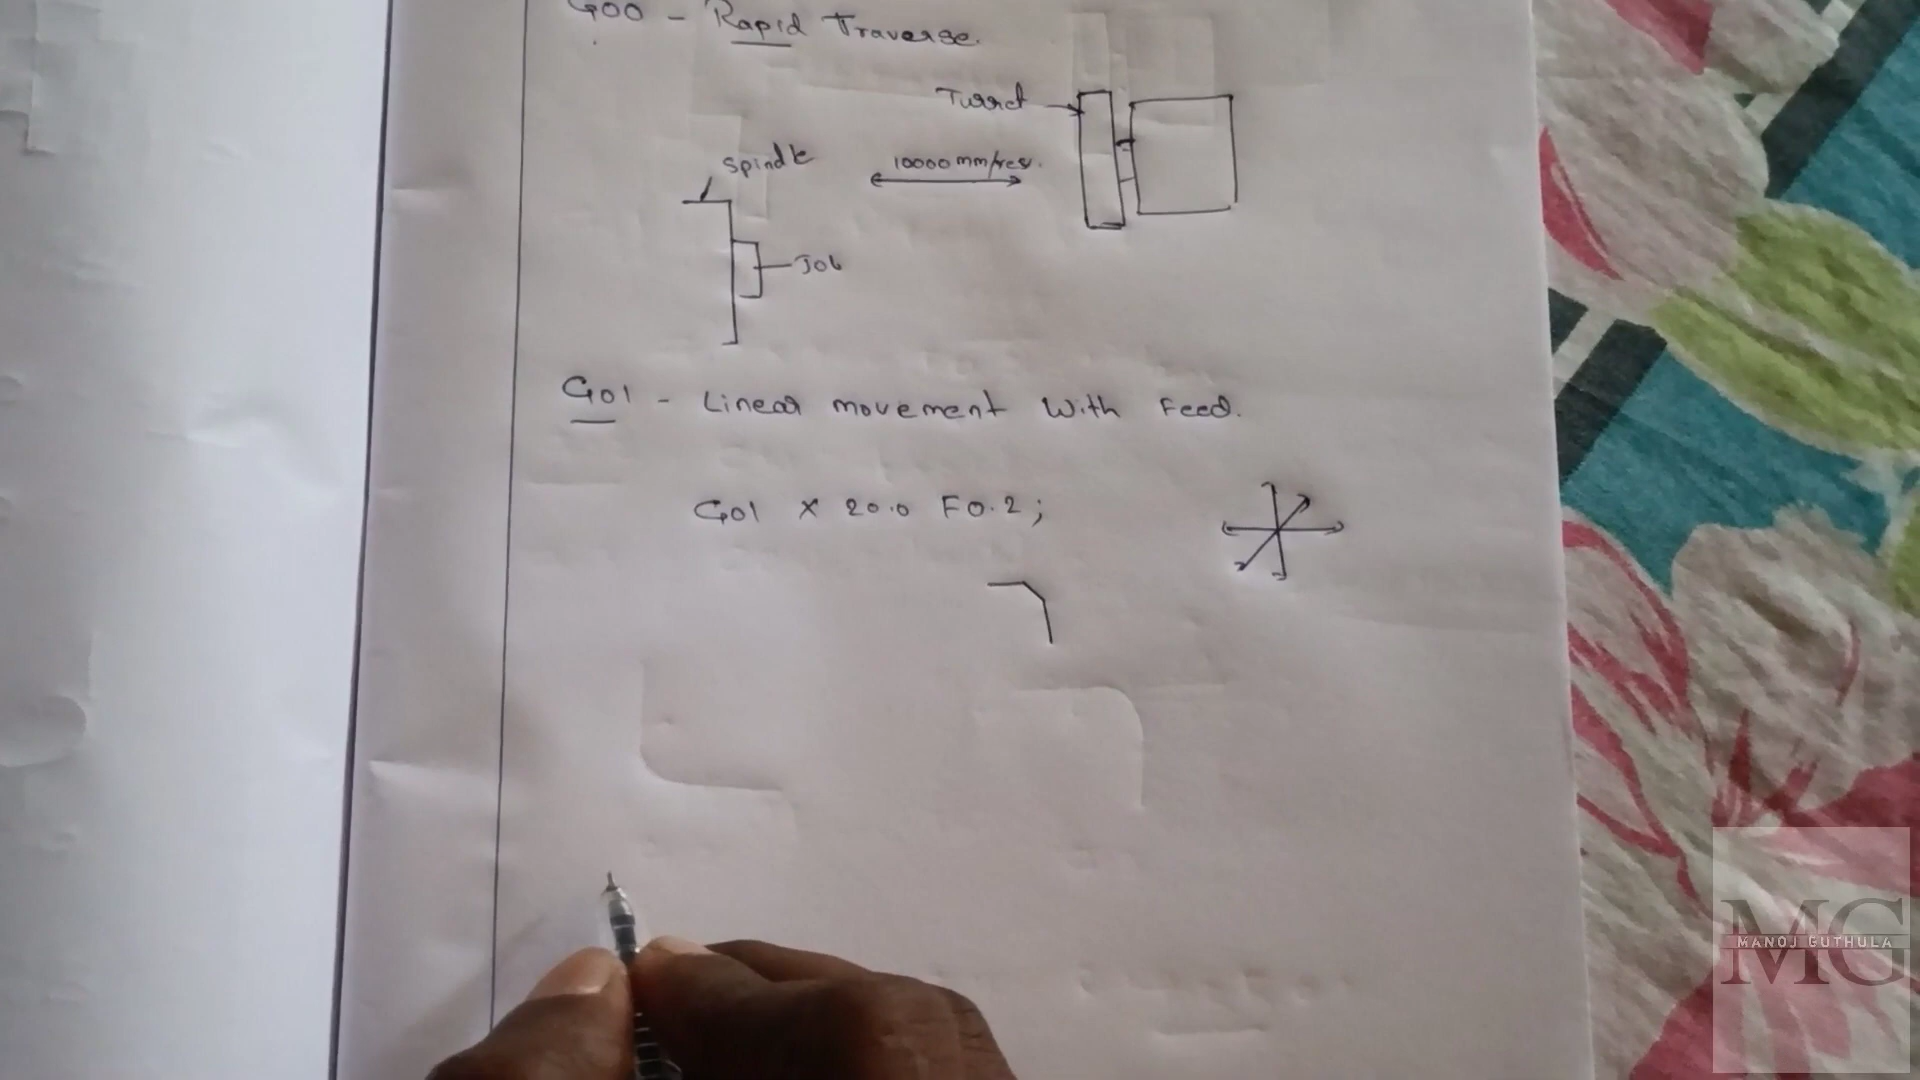 G00 - Rapid Traverse.
Turret
Spindle
10000 mm/rev.
Job
G01 - Linear movement With Feed.
G01 X 20.0 F0.2;
MG
MANOJ GUTHULA